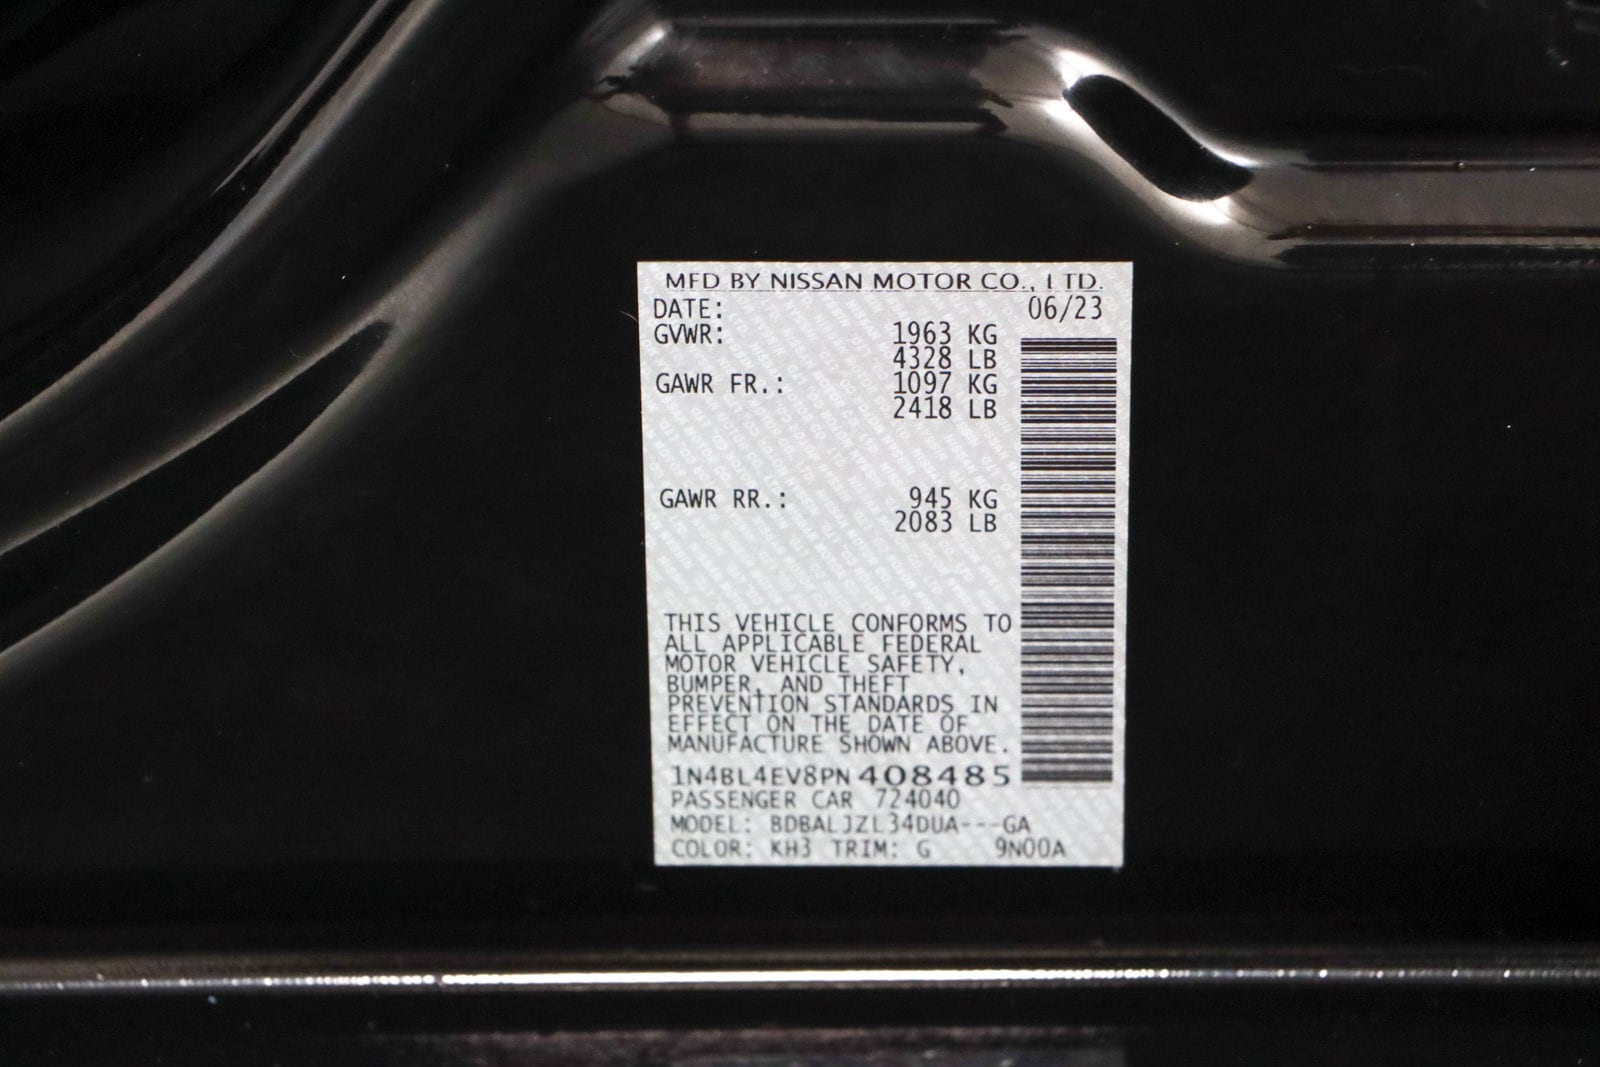 MFD BY NISSAN MOTOR CO., LTD.
DATE: 06/23
GVWR: 1963 KG
4328 LB
GAWR FR.: 1097 KG
2418 LB
GAWR RR.: 945 KG
2083 LB
THIS VEHICLE CONFORMS TO
ALL APPLICABLE FEDERAL
MOTOR VEHICLE SAFETY,
BUMPER, AND THEFT
PREVENTION STANDARDS IN
EFFECT ON THE DATE OF
MANUFACTURE SHOWN ABOVE.
1N4BL4EV8PN408485
PASSENGER CAR 724040
MODEL: BDBALJZL34DUA---GA
COLOR: KH3 TRIM: G 9N00A